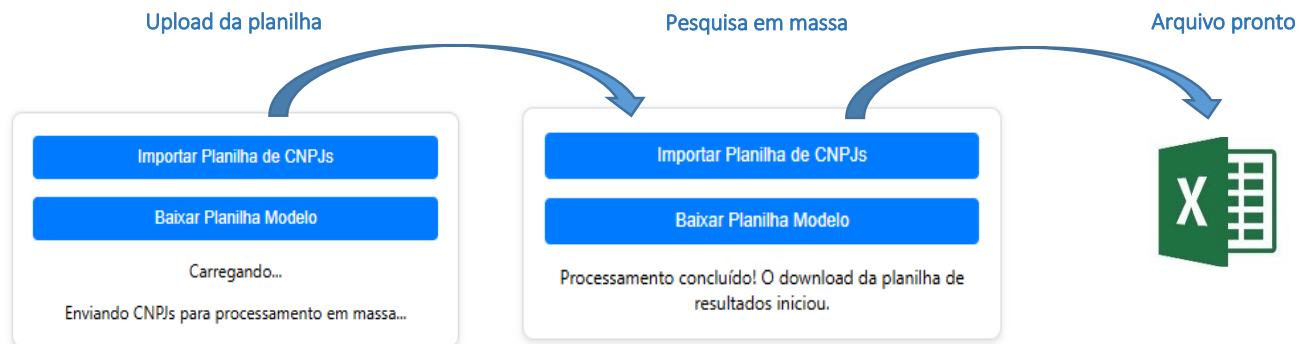 Upload da planilha
Pesquisa em massa
Arquivo pronto
Importar Planilha de CNPJs
Baixar Planilha Modelo
Carregando...
Enviando CNPJs para processamento em massa...
Importar Planilha de CNPJs
Baixar Planilha Modelo
Processamento concluído! O download da planilha de
resultados iniciou.
X